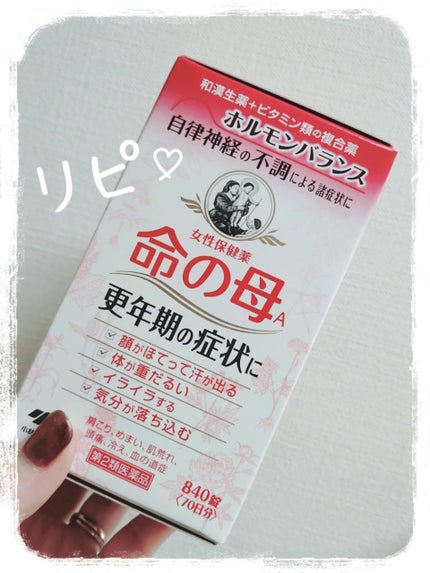 和漢生薬+ビタミン類の複合薬
ホルモンバランス
自律神経の不調による諸症状に
リピ♡
女性保健薬
命の母A
更年期の症状に
顔がほてって汗が出る
体が重だるい
イライラする
気分が落ち込む
肩こり、めまい、肌荒れ、
頭痛、冷え、血の道症
第2類医薬品
840錠
〈70日分〉